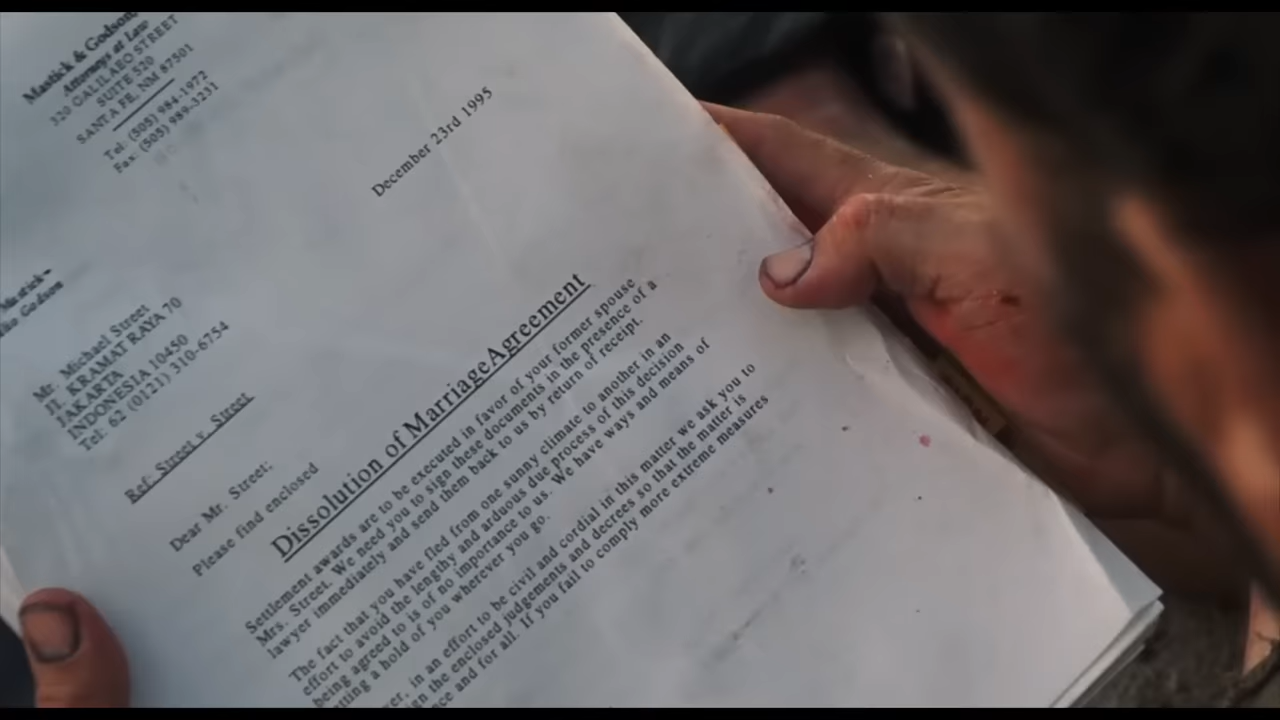 Mastick & Godson,
Attorneys at Law
320 GALILAEO STREET
SUITE 520
SANTA FE, NM 87501
Tel: (505) 984-1972
Fax: (505) 989-3231
December 23rd 1995
Mastick
Godson
Mr. Michael Street
Jl. KRAMAT RAYA 70
JAKARTA
INDONESIA 10450
Tel: 62 (0121) 310-6754
Ref: Street v. Street
Dear Mr. Street;
Please find enclosed
Dissolution of MarriageAgreement
Settlement awards are to be executed in favor of your former spouse
Mrs. Street. We need you to sign these documents in the presence of a
lawyer immediately and send them back to us by return of receipt.
The fact that you have fled from one sunny climate to another in an
effort to avoid the lengthy and arduous due process of this decision
being agreed to is of no importance to us. We have ways and means of
getting a hold of you wherever you go.
in an effort to be civil and cordial in this matter we ask you to
the enclosed judgements and decrees so that the matter is
and for all. If you fail to comply more extreme measures